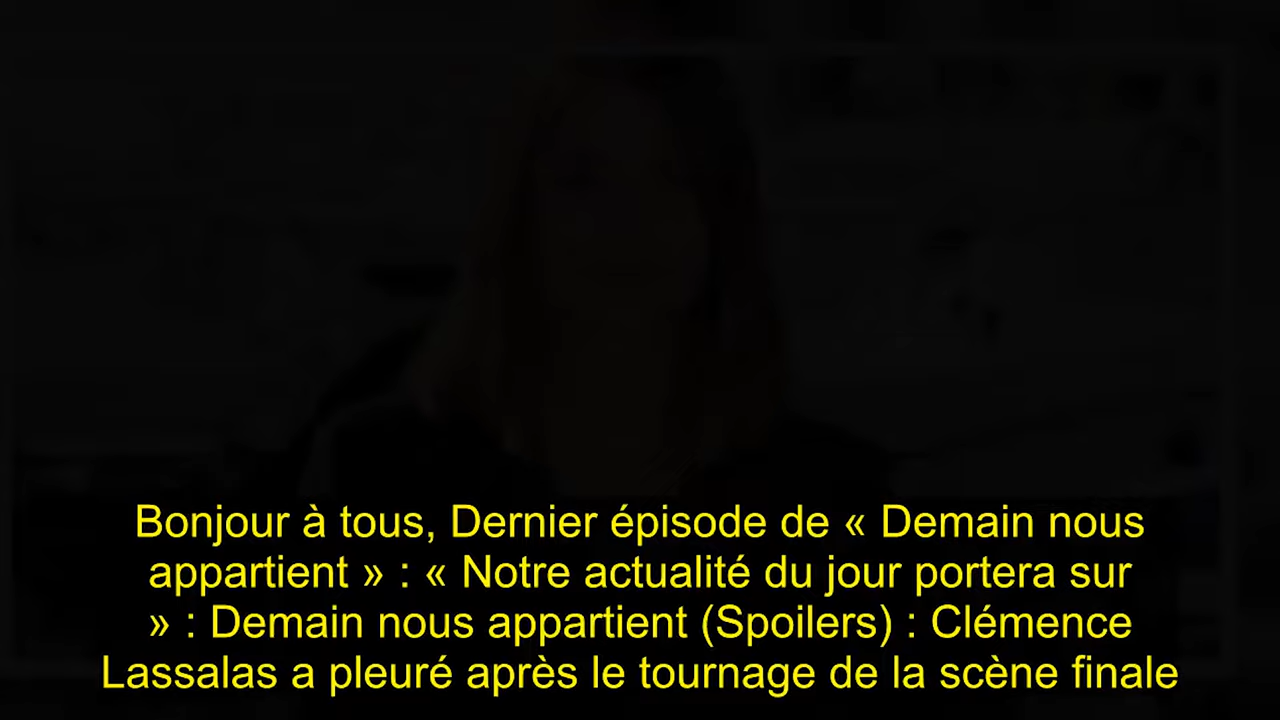 Bonjour à tous, Dernier épisode de « Demain nous
appartient » : « Notre actualité du jour portera sur
» : Demain nous appartient (Spoilers) : Clémence
Lassalas a pleuré après le tournage de la scène finale